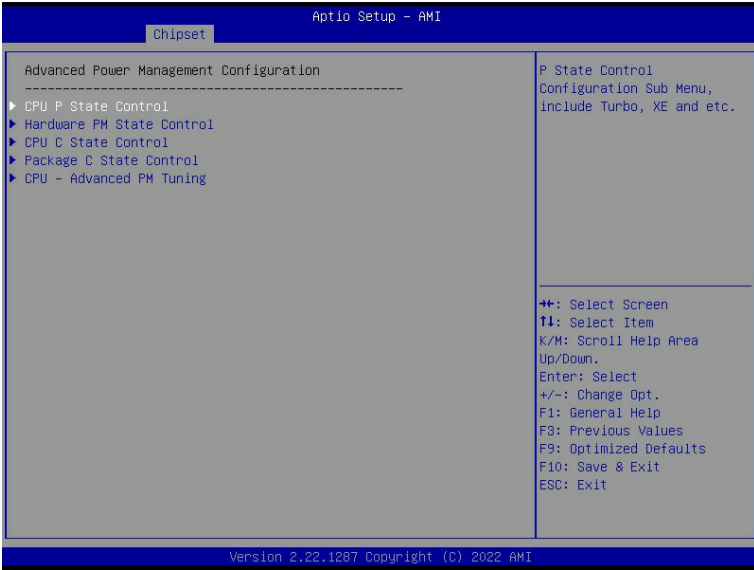 Aptio Setup – AMI
Chipset
Advanced Power Management Configuration
--------------------------------------------------
CPU P State Control
Hardware PM State Control
CPU C State Control
Package C State Control
CPU – Advanced PM Tuning
P State Control
Configuration Sub Menu,
include Turbo, XE and etc.
→←: Select Screen
↑↓: Select Item
K/M: Scroll Help Area
Up/Down.
Enter: Select
+/-: Change Opt.
F1: General Help
F3: Previous Values
F9: Optimized Defaults
F10: Save & Exit
ESC: Exit
Version 2.22.1287 Copyright (C) 2022 AMI